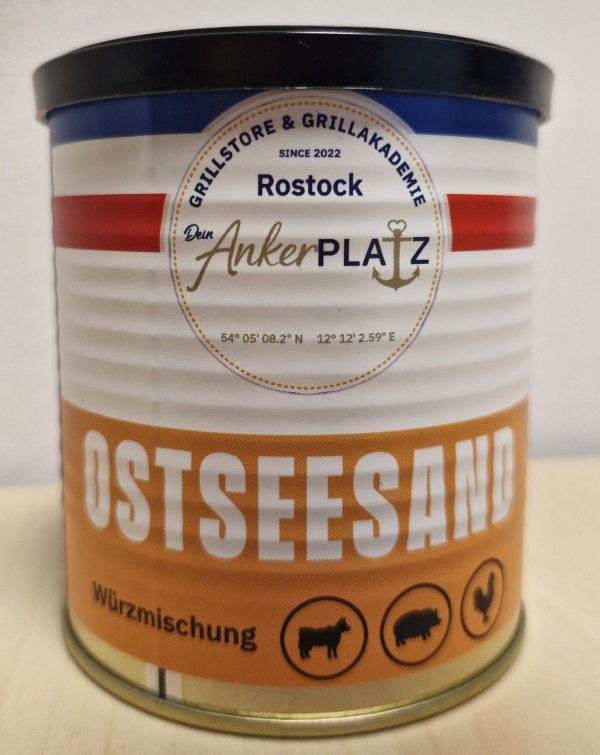 GRILLSTORE & GRILLAKADEMIE
SINCE 2022
Rostock
Dein
AnkerPLATZ
54° 05' 08.2" N 12° 12' 2.59" E
OSTSEESAND
Würzmischung